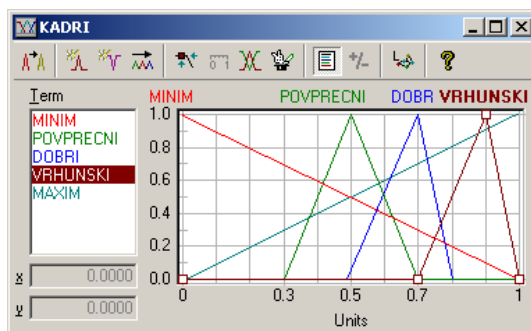 KADRI
Term
MINIM
POVPRECNI
DOBRI
VRHUNSKI
MAXIM
x 0.0000
y 0.0000
MINIM POVPRECNI DOBR VRHUNSKI
1.0
0.8
0.6
0.4
0.2
0.0
0 0.3 0.5 0.7 1
Units